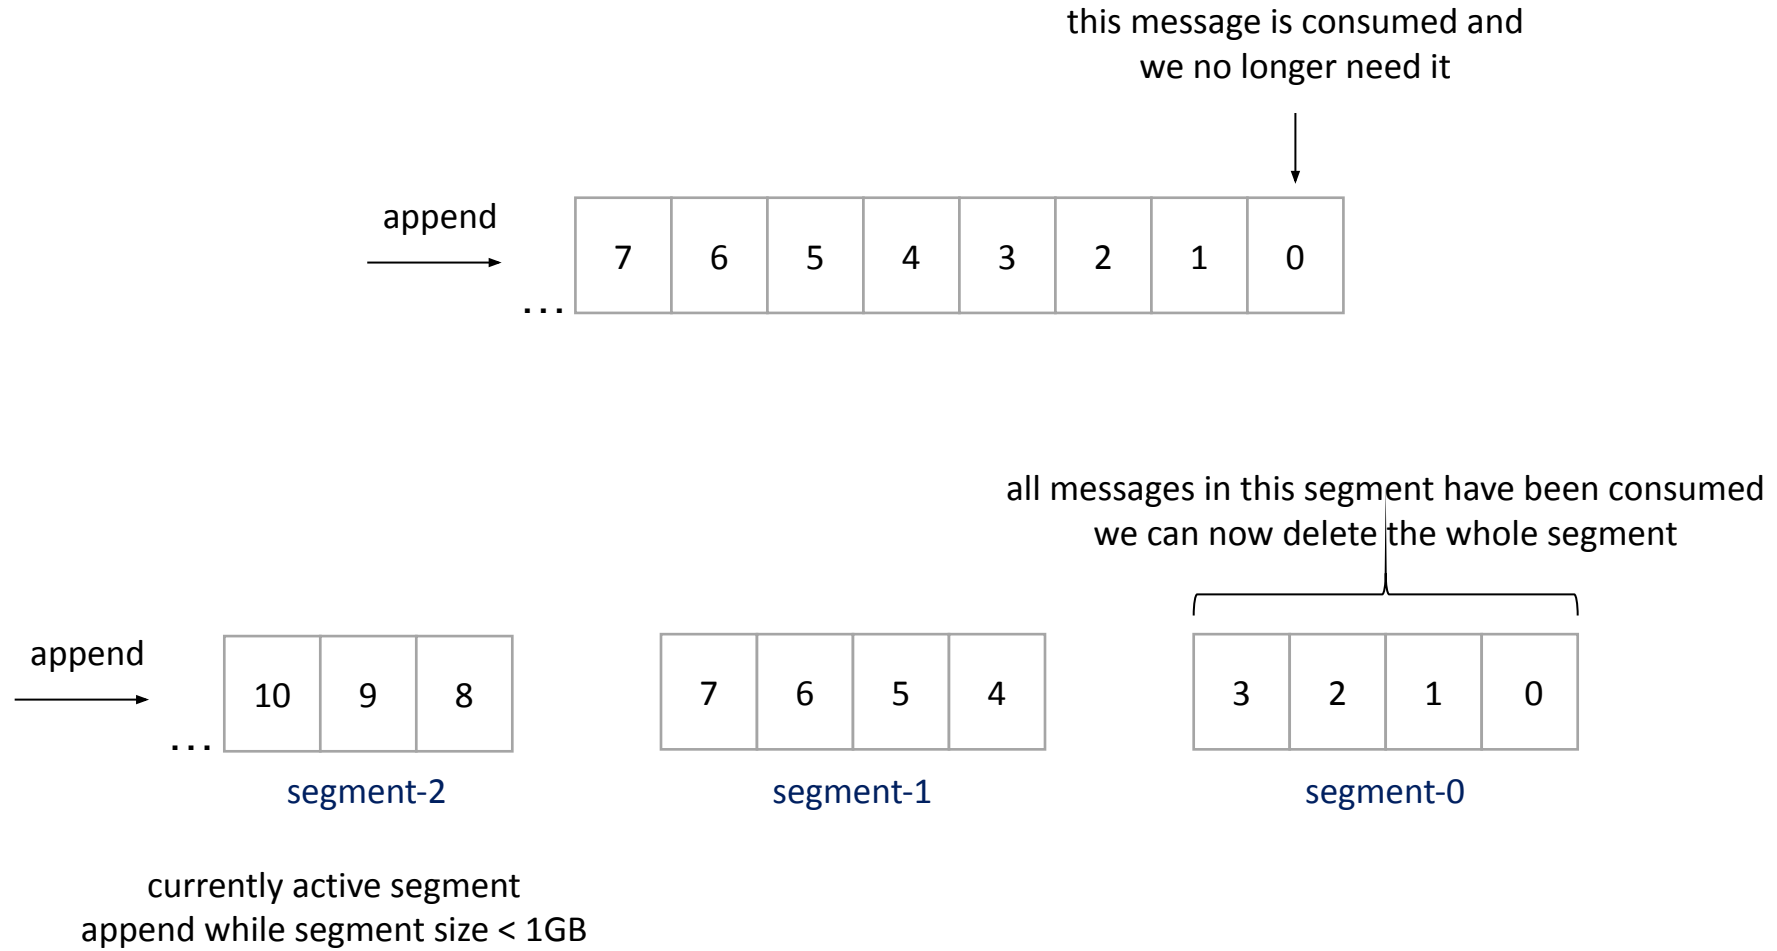 this message is consumed and
we no longer need it
append
... 7 6 5 4 3 2 1 0
all messages in this segment have been consumed
we can now delete the whole segment
append
... 10 9 8 7 6 5 4 3 2 1 0
segment-2 segment-1 segment-0
currently active segment
append while segment size < 1GB